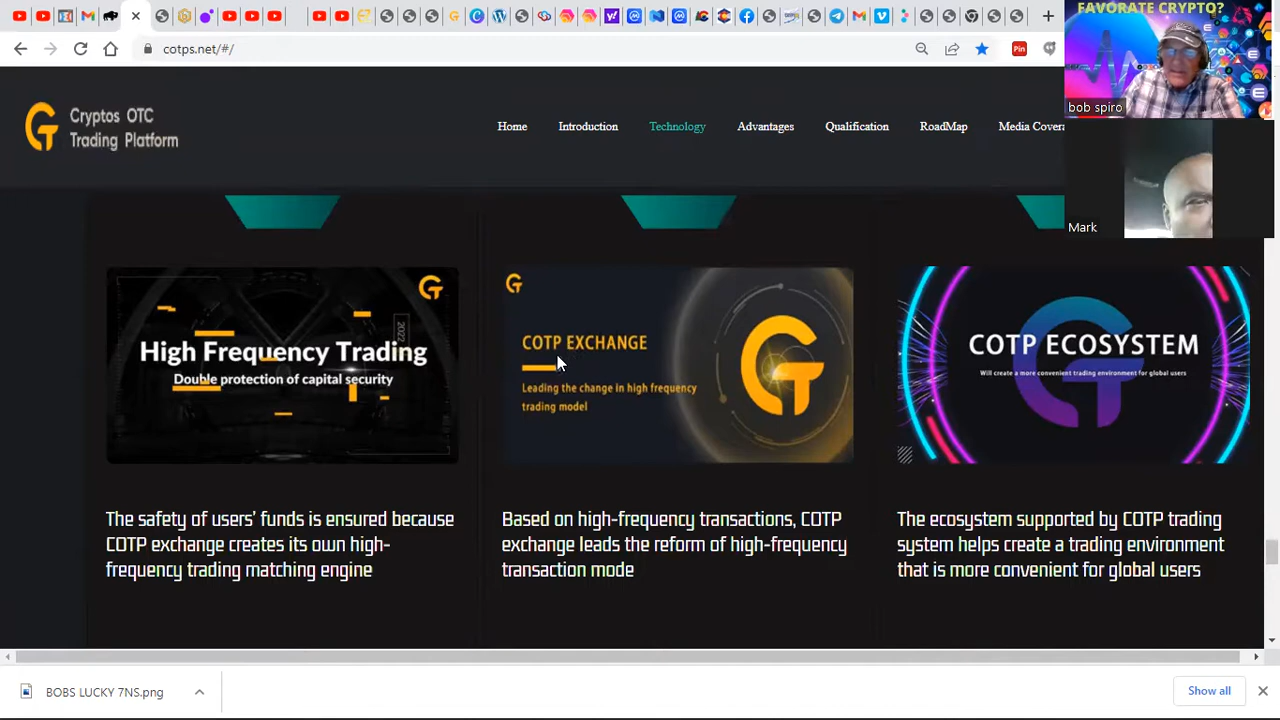 FAVORATE CRYPTO?
cotps.net/#/
Pin
bob spiro
Cryptos OTC
Trading Platform
Home
Introduction
Technology
Advantages
Qualification
RoadMap
Media Covera
Mark
High Frequency Trading
Double protection of capital security
2022
COTP EXCHANGE
Leading the change in high frequency
trading model
COTP ECOSYSTEM
Will create a more convenient trading environment for global users
The safety of users' funds is ensured because
COTP exchange creates its own high-
frequency trading matching engine
Based on high-frequency transactions, COTP
exchange leads the reform of high-frequency
transaction mode
The ecosystem supported by COTP trading
system helps create a trading environment
that is more convenient for global users
BOBS LUCKY 7NS.png
Show all